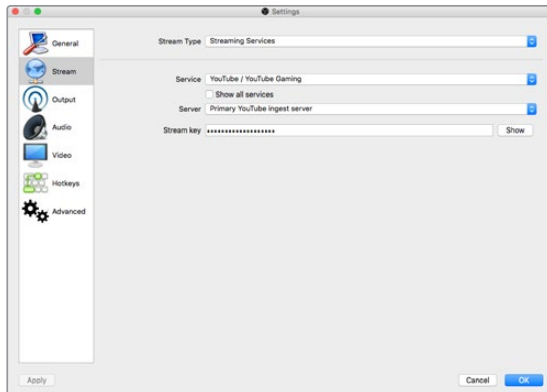 Settings
General
Stream
Output
Audio
Video
Hotkeys
Advanced
Stream Type Streaming Services
Service YouTube / YouTube Gaming
Show all services
Server Primary YouTube ingest server
Stream key •••••••••••••••••••• Show
Apply Cancel OK